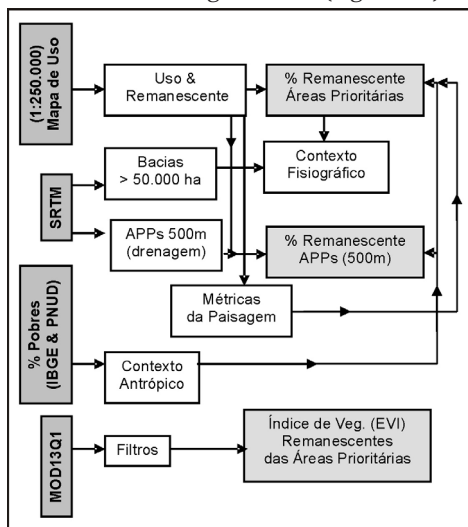 (1:250.000)
Mapa de Uso
Uso &
Remanescente
% Remanescente
Áreas Prioritárias
SRTM
Bacias
> 50.000 ha
Contexto
Fisiográfico
APPs 500m
(drenagem)
% Remanescente
APPs (500m)
Métricas
da Paisagem
% Pobres
(IBGE & PNUD)
Contexto
Antrópico
MOD13Q1
Filtros
Índice de Veg. (EVI)
Remanescentes
das Áreas Prioritárias